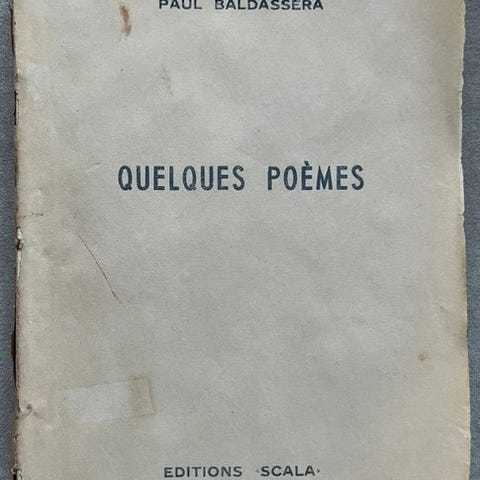 PAUL BALDASSERA
QUELQUES POÈMES
EDITIONS •SCALA•